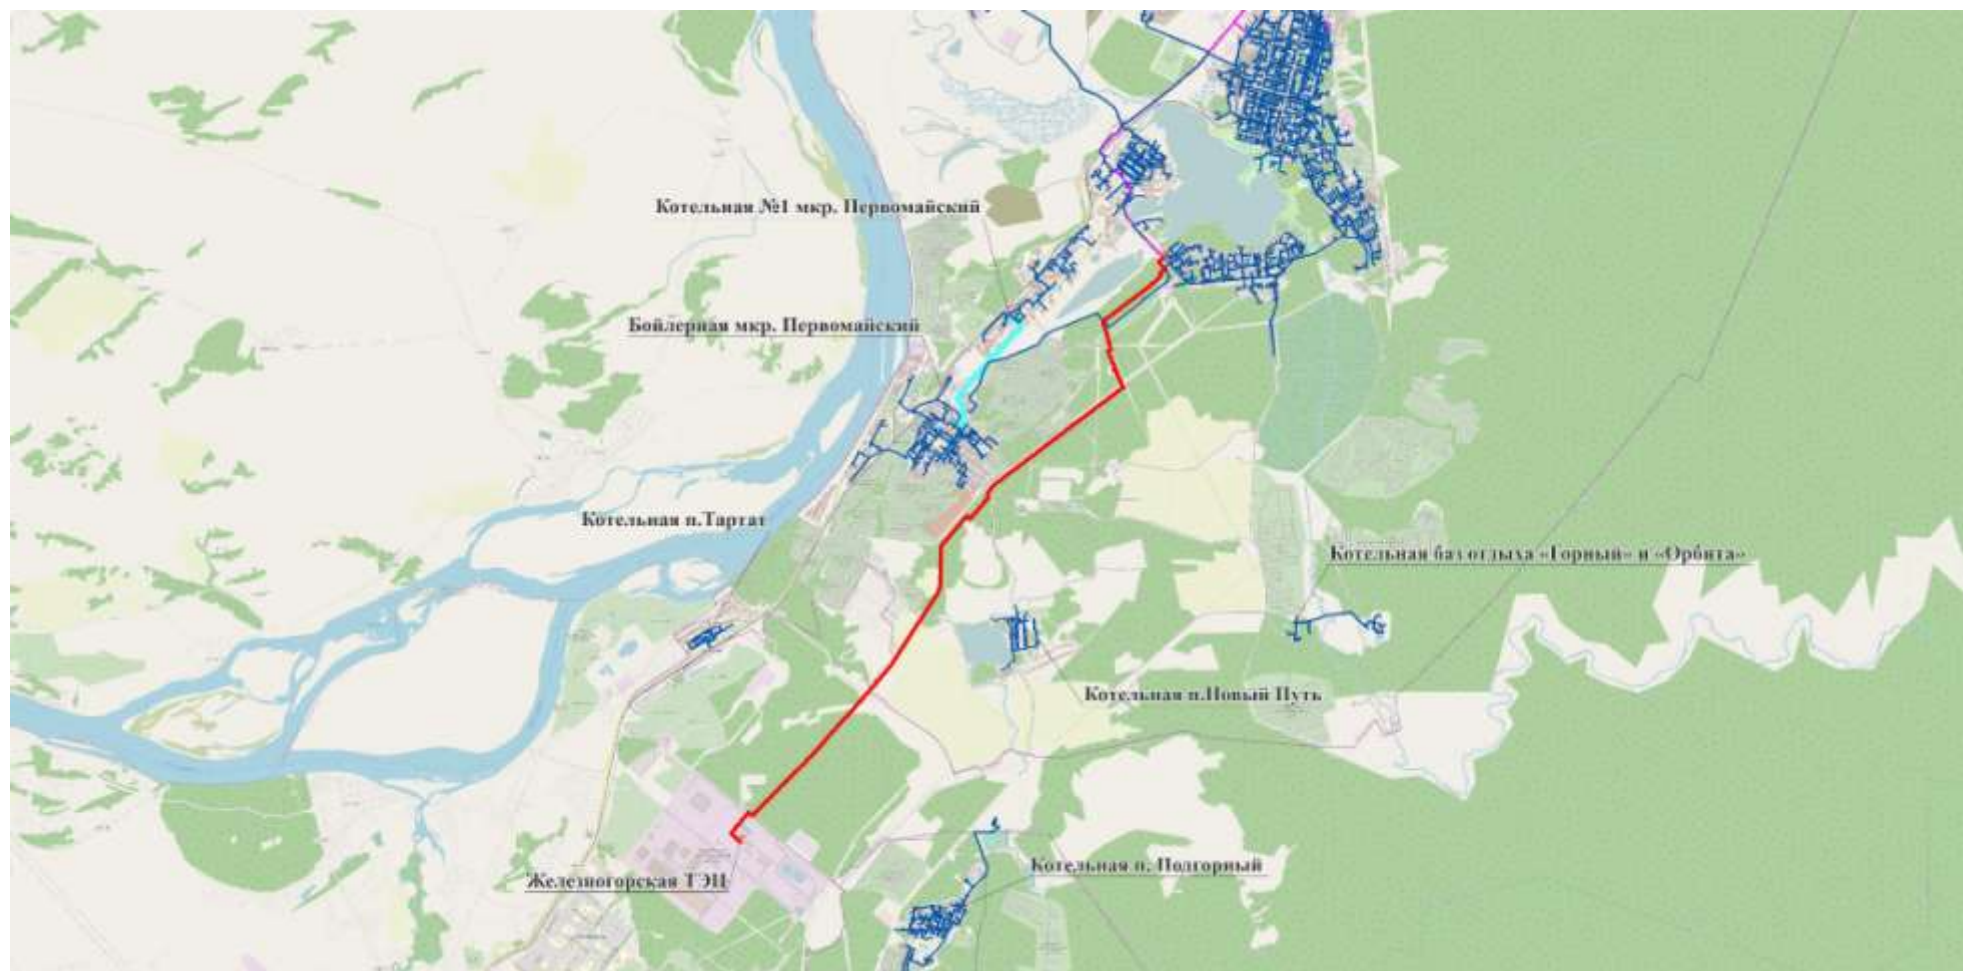 Котельная №1 мкр. Первомайский
Бойлерная мкр. Первомайский
Котельная п.Тартат
Котельная баз отдыха «Горный» и «Орбита»
Котельная п.Новый Путь
Котельная п. Подгорный
Железногорская ТЭЦ